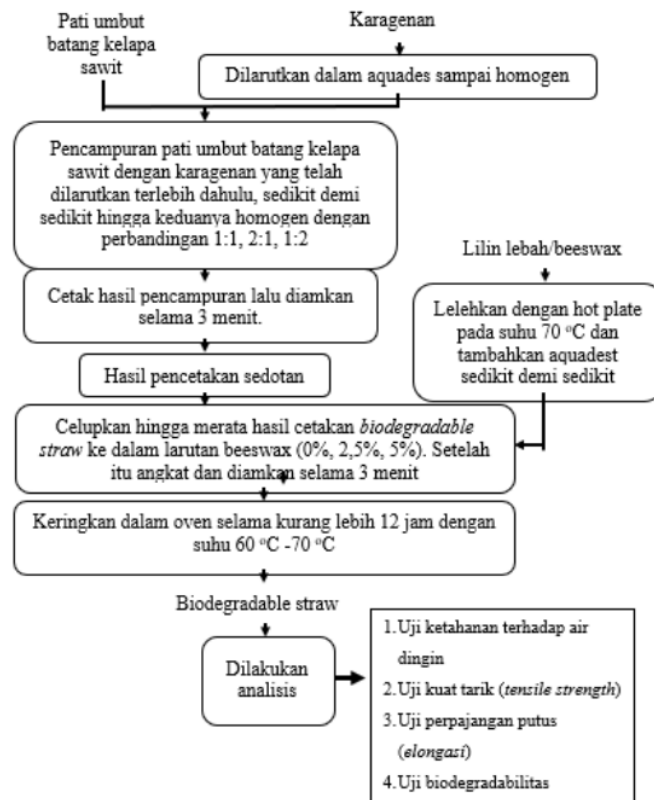 Pati umbut
batang kelapa
sawit
Karagenan
Dilarutkan dalam aquades sampai homogen
Pencampuran pati umbut batang kelapa
sawit dengan karagenan yang telah
dilarutkan terlebih dahulu, sedikit demi
sedikit hingga keduanya homogen dengan
perbandingan 1:1, 2:1, 1:2
Cetak hasil pencampuran lalu diamkan
selama 3 menit.
Hasil pencetakan sedotan
Lilin lebah/beeswax
Lelehkan dengan hot plate
pada suhu 70 °C dan
tambahkan aquadest
sedikit demi sedikit
Celupkan hingga merata hasil cetakan biodegradable
straw ke dalam larutan beeswax (0%, 2,5%, 5%). Setelah
itu angkat dan diamkan selama 3 menit
Keringkan dalam oven selama kurang lebih 12 jam dengan
suhu 60 °C -70 °C
Biodegradable straw
Dilakukan
analisis
1.Uji ketahanan terhadap air
dingin
2.Uji kuat tarik (tensile strength)
3.Uji perpajangan putus
(elongasi)
4.Uji biodegradabilitas